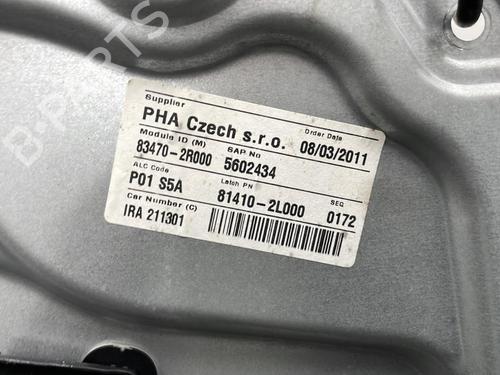 B-PARTS
Supplier
PHA Czech s.r.o.
Order Date
08/03/2011
Module ID (M)
SAP No
83470-2R000 5602434
ALC Code
Latch PN
SEQ
P01 S5A 81410-2L000 0172
Car Number (C)
IRA 211301